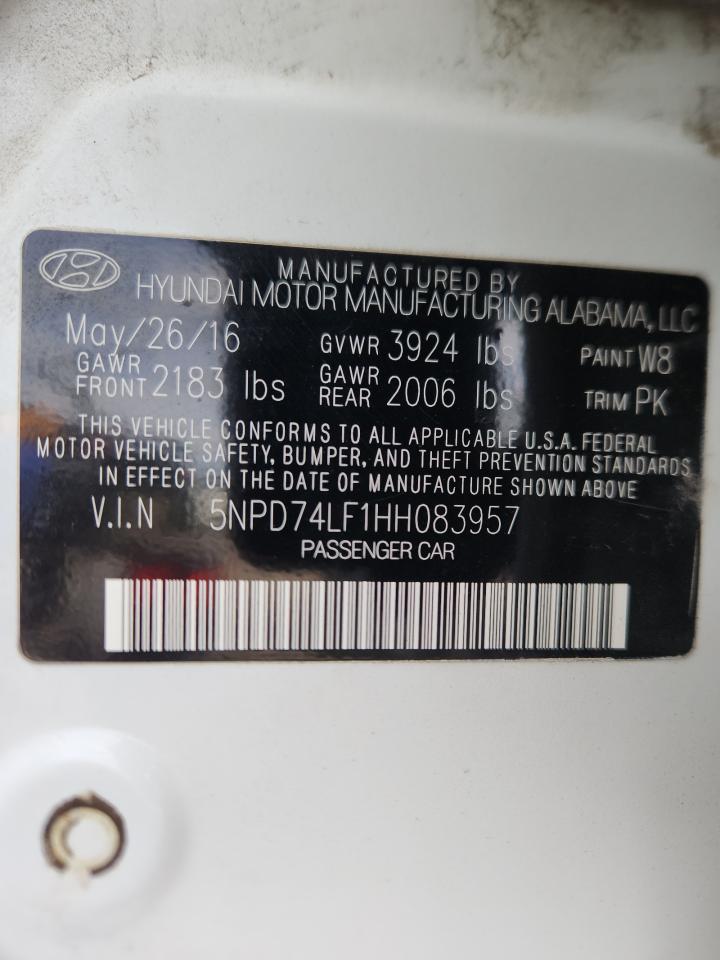 MANUFACTURED BY
HYUNDAI MOTOR MANUFACTURING ALABAMA, LLC
May/26/16 GVWR 3924 lbs PAINT W8
GAWR FRONT 2183 lbs GAWR REAR 2006 lbs TRIM PK
THIS VEHICLE CONFORMS TO ALL APPLICABLE U.S.A. FEDERAL
MOTOR VEHICLE SAFETY, BUMPER, AND THEFT PREVENTION STANDARDS
IN EFFECT ON THE DATE OF MANUFACTURE SHOWN ABOVE
V.I.N 5NPD74LF1HH083957
PASSENGER CAR